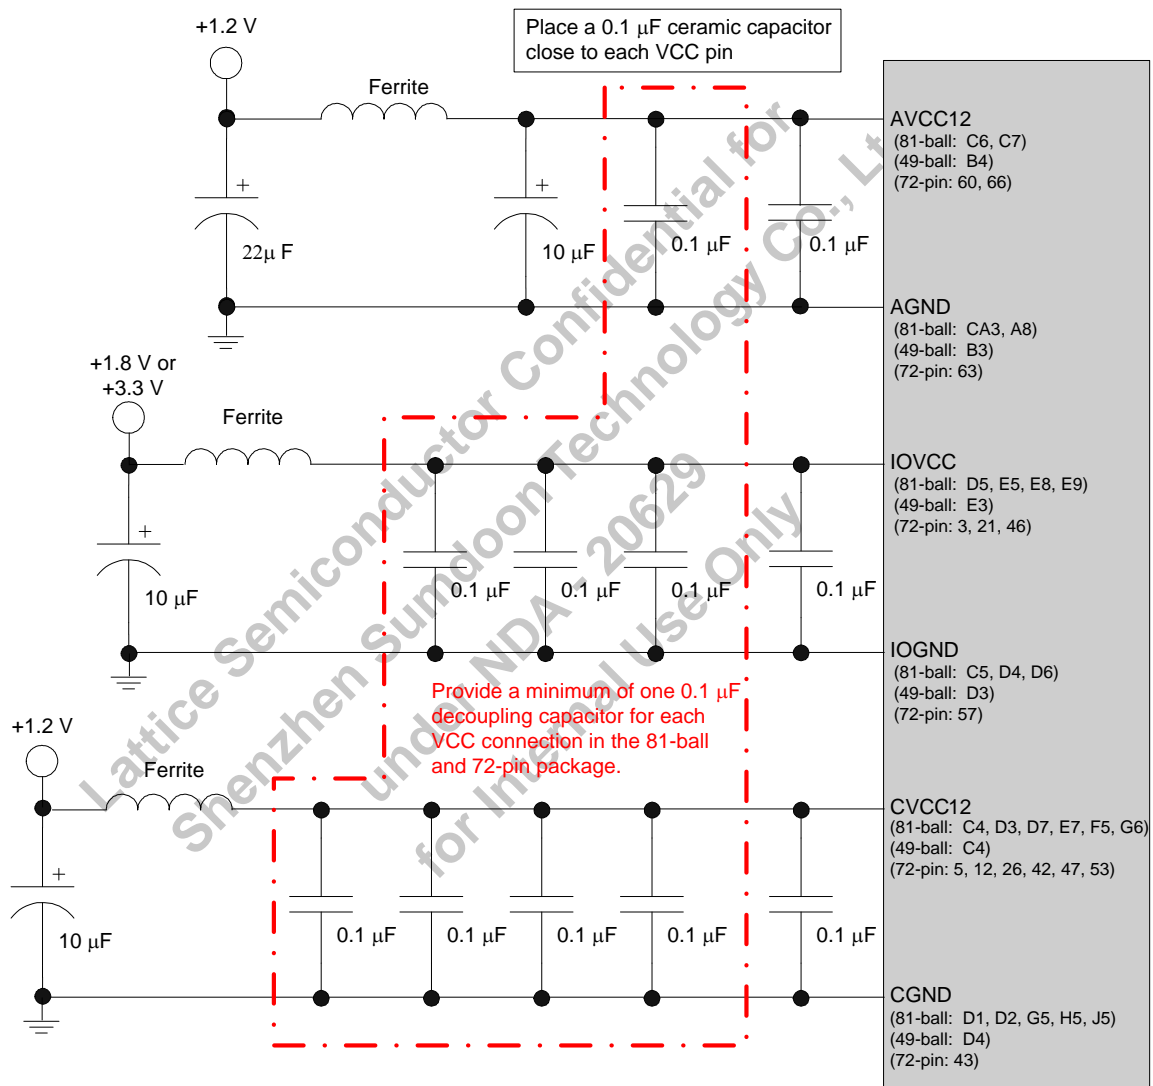 +1.2 V
Place a 0.1 μF ceramic capacitor
close to each VCC pin
Ferrite
AVCC12
(81-ball: C6, C7)
(49-ball: B4)
(72-pin: 60, 66)
+
22μ F
+
10 μF
0.1 μF
0.1 μF
AGND
(81-ball: CA3, A8)
(49-ball: B3)
(72-pin: 63)
+1.8 V or
+3.3 V
Ferrite
IOVCC
(81-ball: D5, E5, E8, E9)
(49-ball: E3)
(72-pin: 3, 21, 46)
+
10 μF
0.1 μF
0.1 μF
0.1 μF
0.1 μF
IOGND
(81-ball: C5, D4, D6)
(49-ball: D3)
(72-pin: 57)
Provide a minimum of one 0.1 μF
decoupling capacitor for each
VCC connection in the 81-ball
and 72-pin package.
+1.2 V
Ferrite
CVCC12
(81-ball: C4, D3, D7, E7, F5, G6)
(49-ball: C4)
(72-pin: 5, 12, 26, 42, 47, 53)
+
10 μF
0.1 μF
0.1 μF
0.1 μF
0.1 μF
0.1 μF
CGND
(81-ball: D1, D2, G5, H5, J5)
(49-ball: D4)
(72-pin: 43)
Lattice Semiconductor Confidential for
Shenzhen Sumdoon Technology Co., Lt
under NDA - 20629
for Internal Use Only